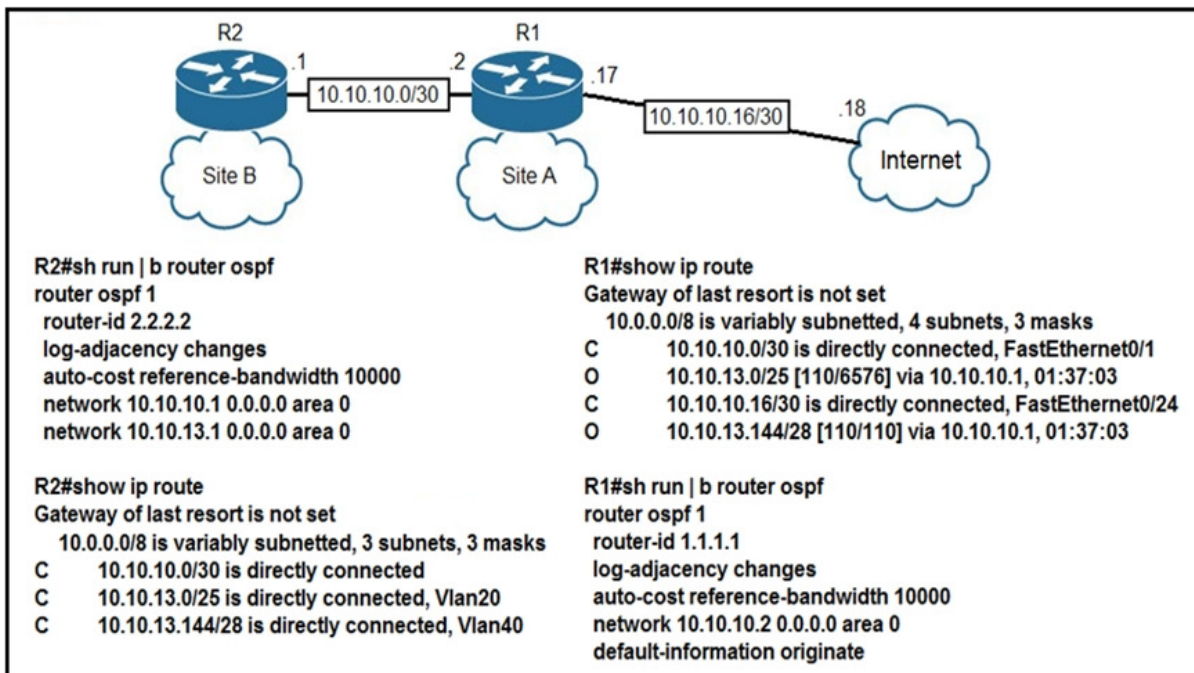 R2
R1
.1
.2
.17
10.10.10.0/30
10.10.10.16/30
.18
Site B
Site A
Internet
R2#sh run | b router ospf
router ospf 1
router-id 2.2.2.2
log-adjacency changes
auto-cost reference-bandwidth 10000
network 10.10.10.1 0.0.0.0 area 0
network 10.10.13.1 0.0.0.0 area 0
R2#show ip route
Gateway of last resort is not set
10.0.0.0/8 is variably subnetted, 3 subnets, 3 masks
C 10.10.10.0/30 is directly connected
C 10.10.13.0/25 is directly connected, Vlan20
C 10.10.13.144/28 is directly connected, Vlan40
R1#show ip route
Gateway of last resort is not set
10.0.0.0/8 is variably subnetted, 4 subnets, 3 masks
C 10.10.10.0/30 is directly connected, FastEthernet0/1
O 10.10.13.0/25 [110/6576] via 10.10.10.1, 01:37:03
C 10.10.10.16/30 is directly connected, FastEthernet0/24
O 10.10.13.144/28 [110/110] via 10.10.10.1, 01:37:03
R1#sh run | b router ospf
router ospf 1
router-id 1.1.1.1
log-adjacency changes
auto-cost reference-bandwidth 10000
network 10.10.10.2 0.0.0.0 area 0
default-information originate